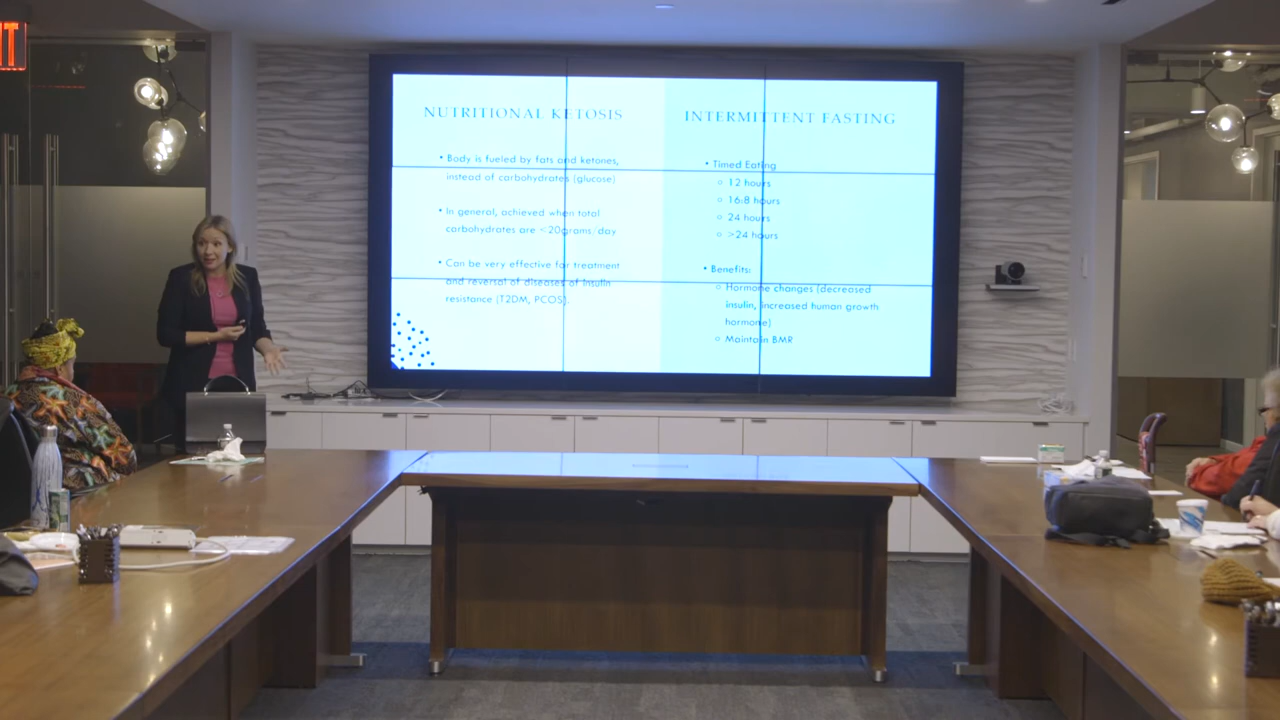 IT
NUTRITIONAL KETOSIS
• Body is fueled by fats and ketones,
instead of carbohydrates (glucose)
• In general, achieved when total
carbohydrates are <20grams/day
• Can be very effective for treatment
and reversal of diseases of insulin
resistance (T2DM, PCOS).
INTERMITTENT FASTING
• Timed Eating
○ 12 hours
○ 16:8 hours
○ 24 hours
○ >24 hours
• Benefits:
○ Hormone changes (decreased
insulin, increased human growth
hormone)
○ Maintain BMR